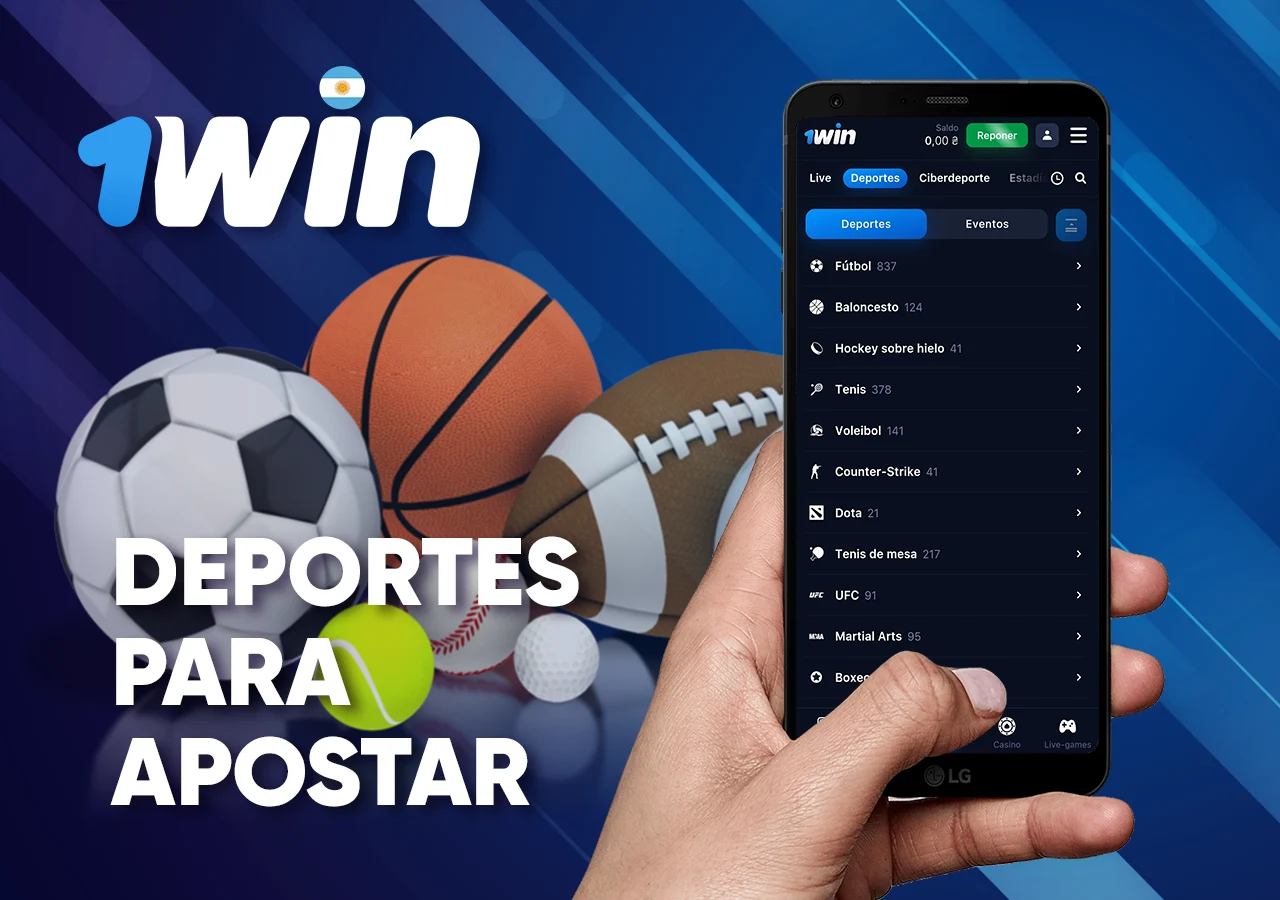 1win
DEPORTES
PARA
APOSTAR
1win
Saldo
0,00 ₴
Reponer
Live Deportes Ciberdeporte
Deportes Eventos
Fútbol 837
Baloncesto 124
Hockey sobre hielo 41
Tenis 378
Voleibol 141
Counter-Strike 41
Dota 21
Tenis de mesa 217
UFC UFC 91
MMA Martial Arts 95
Casino Live-games
LG